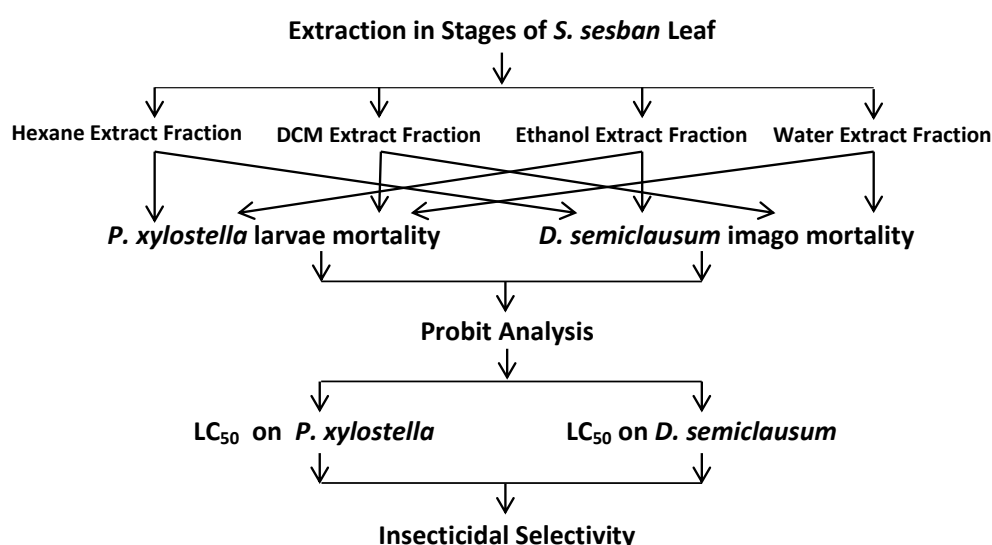 Extraction in Stages of S. sesban Leaf
Hexane Extract Fraction DCM Extract Fraction Ethanol Extract Fraction Water Extract Fraction
P. xylostella larvae mortality D. semiclausum imago mortality
Probit Analysis
LC₅₀ on P. xylostella LC₅₀ on D. semiclausum
Insecticidal Selectivity